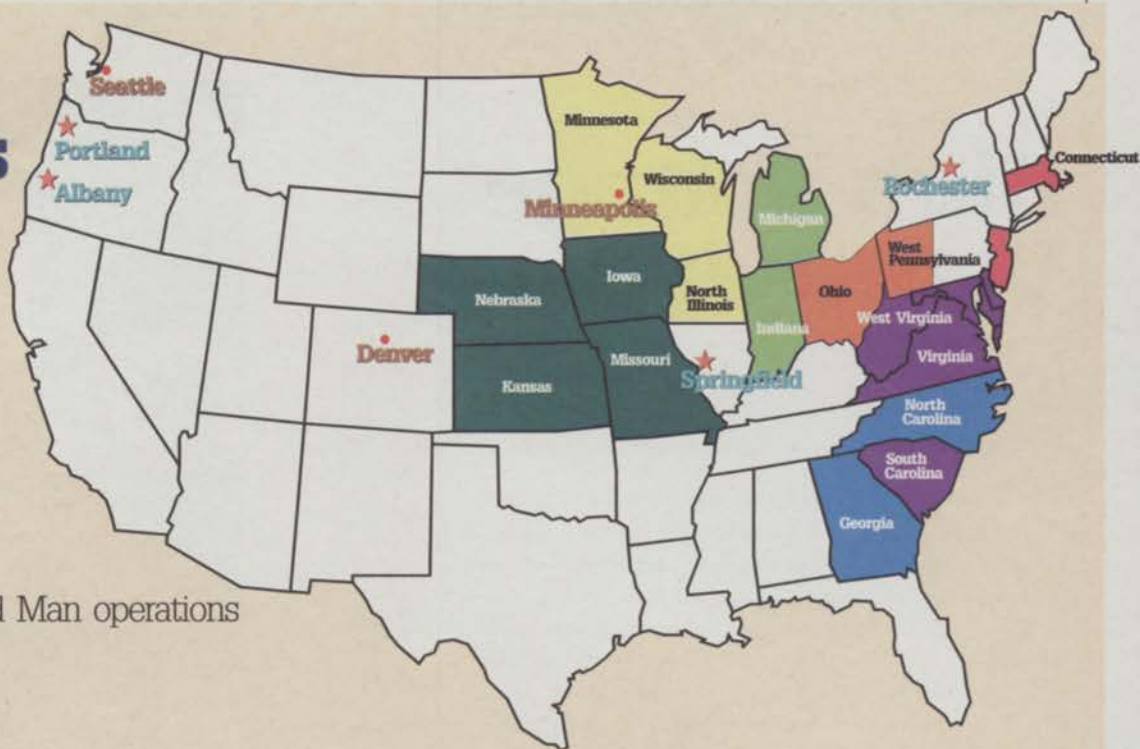 s
Seattle
Portland
Albany
Minnesota
Connecticut
Wisconsin
Rochester
Minneapolis
Michigan
West
Pennsylvania
Iowa
Nebraska
North
Illinois
Ohio
Indiana
West Virginia
Denver
Missouri
Virginia
Springfield
Kansas
North
Carolina
South
Carolina
Georgia
d Man operations